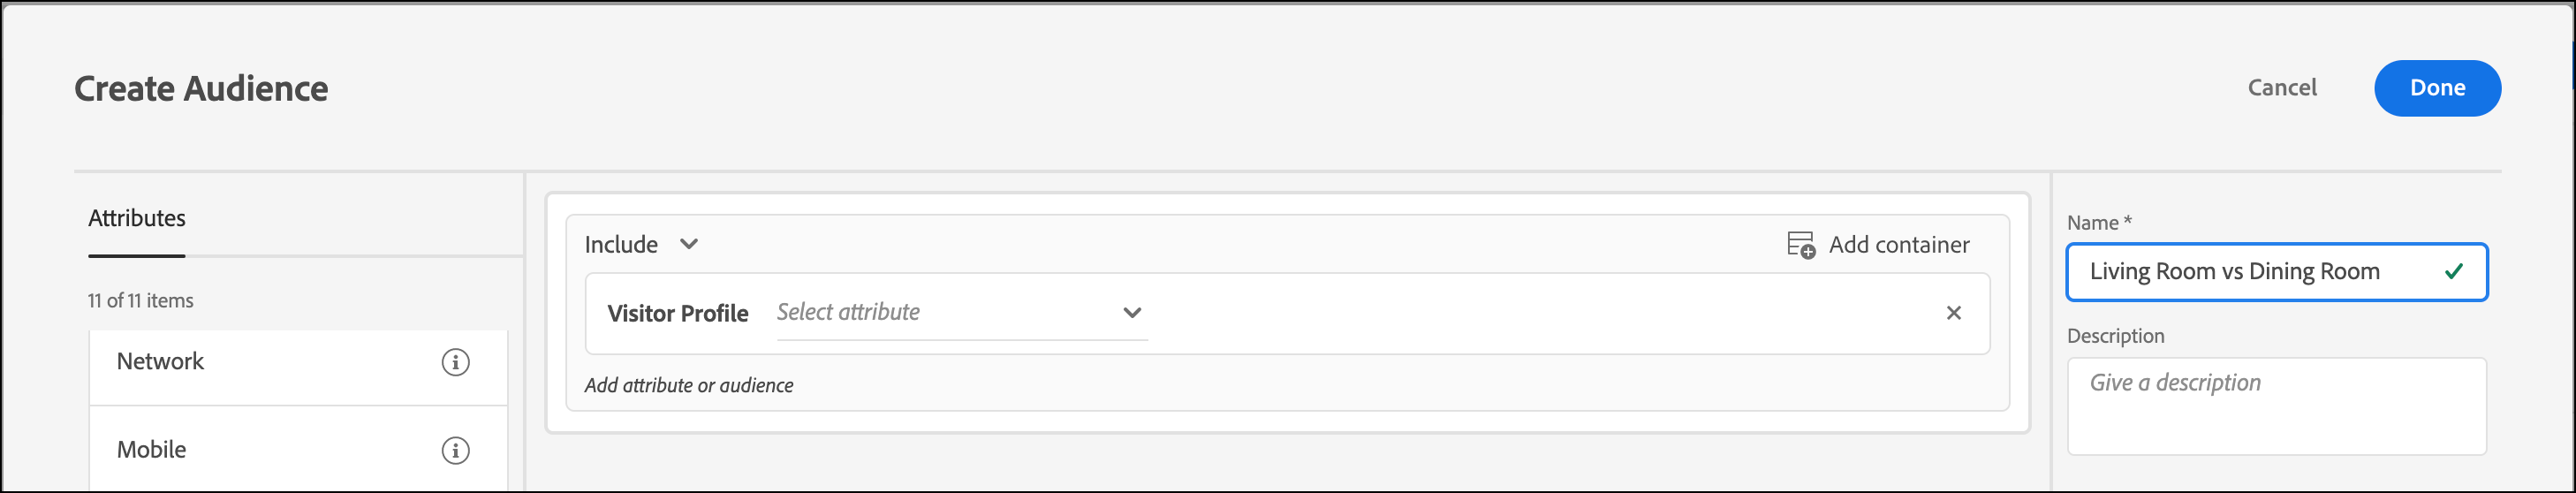 Create Audience
Cancel
Done
Attributes
11 of 11 items
Network
Mobile
Include
Add container
Visitor Profile
Select attribute
Add attribute or audience
Name *
Living Room vs Dining Room
Description
Give a description